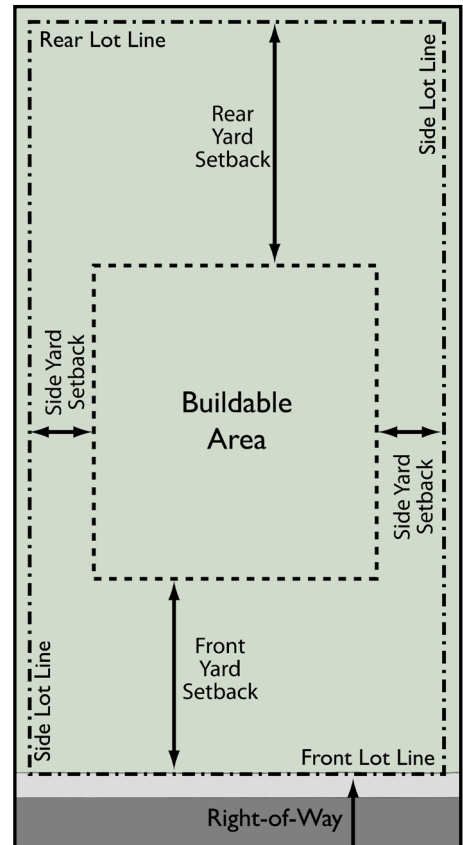 Rear Lot Line
Side Lot Line
Rear
Yard
Setback
Side Yard
Setback
Buildable
Area
Side Yard
Setback
Front
Yard
Setback
Side Lot Line
Front Lot Line
Right-of-Way